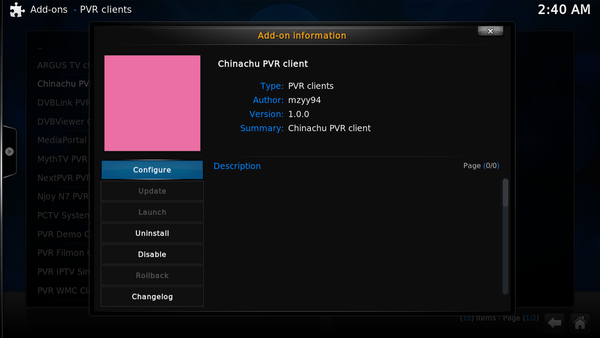 Add-ons - PVR clients
2:40 AM
Add-on information
..
ARGUS TV cl
Chinachu PV
DVBLink PVR
DVBViewer C
MediaPortal
MythTV PVR
NextPVR PVR
Njoy N7 PVR
PCTV System
PVR Demo C
PVR Filmon C
PVR IPTV Sim
PVR WMC Cl
Chinachu PVR client
Type: PVR clients
Author: mzyy94
Version: 1.0.0
Summary: Chinachu PVR client
Description
Page (0/0)
Configure
Update
Launch
Uninstall
Disable
Rollback
Changelog
items - Page (1/2)